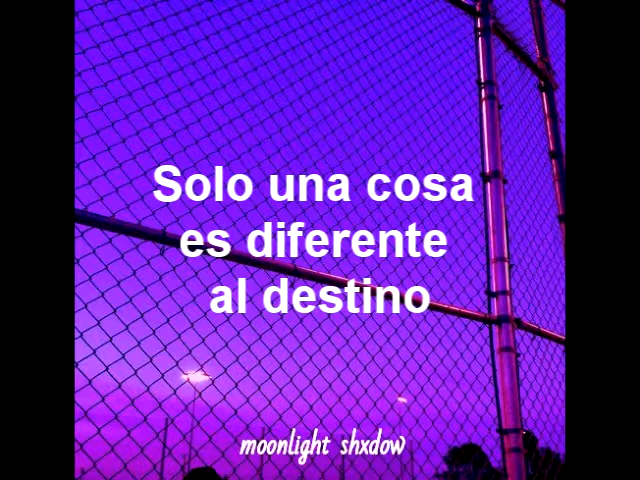 Solo una cosa
es diferente
al destino
moonlight shxdow